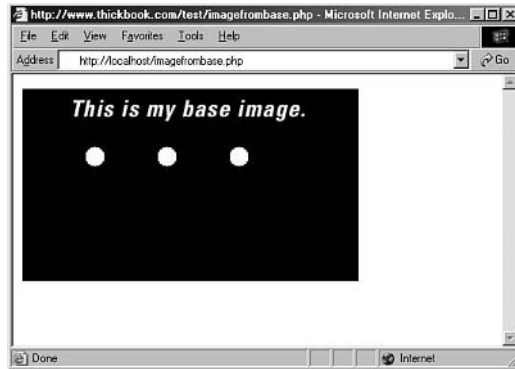 http://www.thickbook.com/test/imagefrombase.php - Microsoft Internet Explo...
File Edit View Favorites Tools Help
Address http://localhost/imagefrombase.php Go
This is my base image.
Done Internet